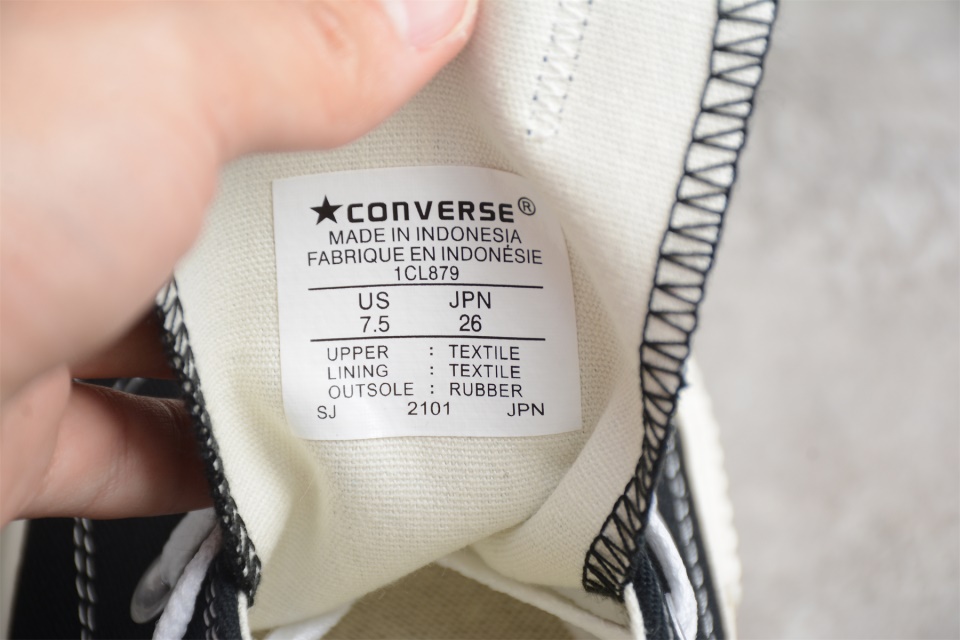 ★CONVERSE®
MADE IN INDONESIA
FABRIQUE EN INDONÉSIE
1CL879
US JPN
7.5 26
UPPER : TEXTILE
LINING : TEXTILE
OUTSOLE : RUBBER
SJ 2101 JPN